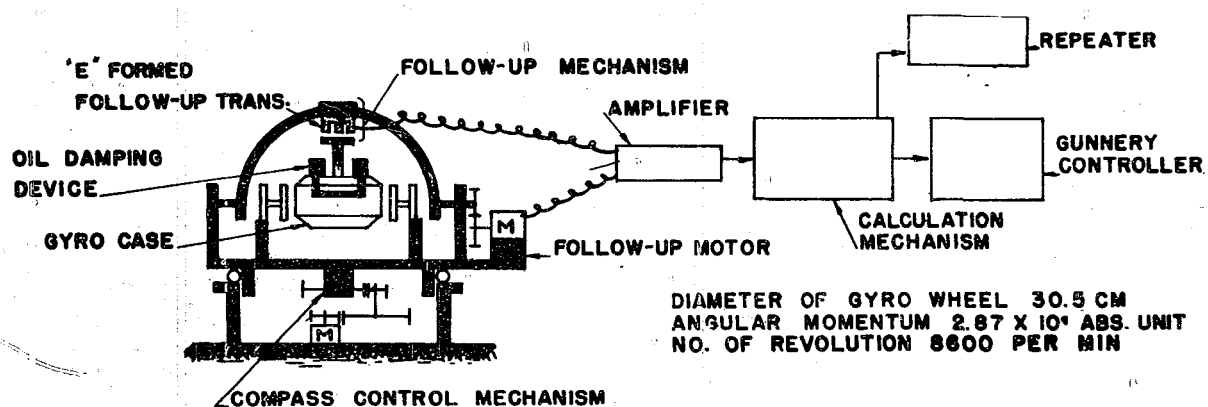 "E" FORMED
FOLLOW-UP TRANS.
FOLLOW-UP MECHANISM
AMPLIFIER
REPEATER
OIL DAMPING
DEVICE
GUNNERY
CONTROLLER
GYRO CASE
M
FOLLOW-UP MOTOR
CALCULATION
MECHANISM
M
DIAMETER OF GYRO WHEEL 30.5 CM
ANGULAR MOMENTUM 2.87 X 10⁹ ABS. UNIT
NO. OF REVOLUTION 8600 PER MIN
COMPASS CONTROL MECHANISM